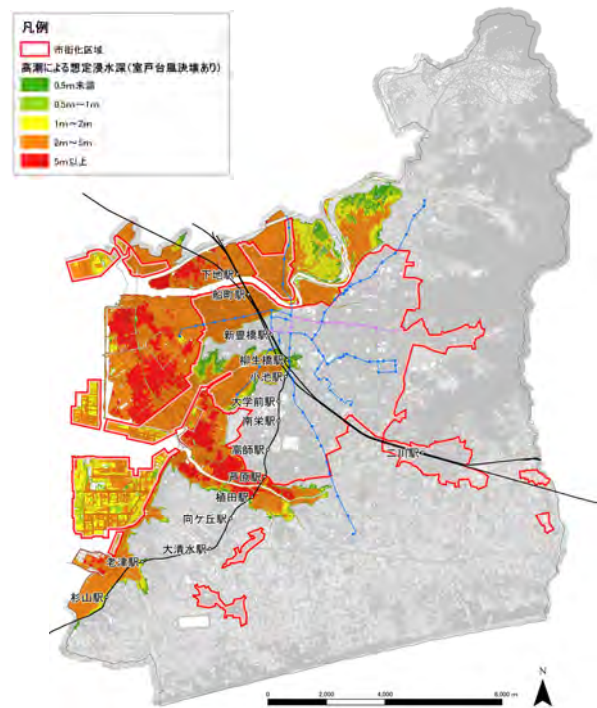 凡例
市街化区域
高潮による想定浸水深(室戸台風決壊あり)
0.5m未満
0.5m～1m
1m～2m
2m～5m
5m以上
下地駅
船町駅
新豊橋駅
柳生橋駅
小池駅
大学前駅
南栄駅
高師駅
二川駅
芦原駅
植田駅
向ケ丘駅
大清水駅
老津駅
杉山駅
N
0 2,000 4,000 8,000 m